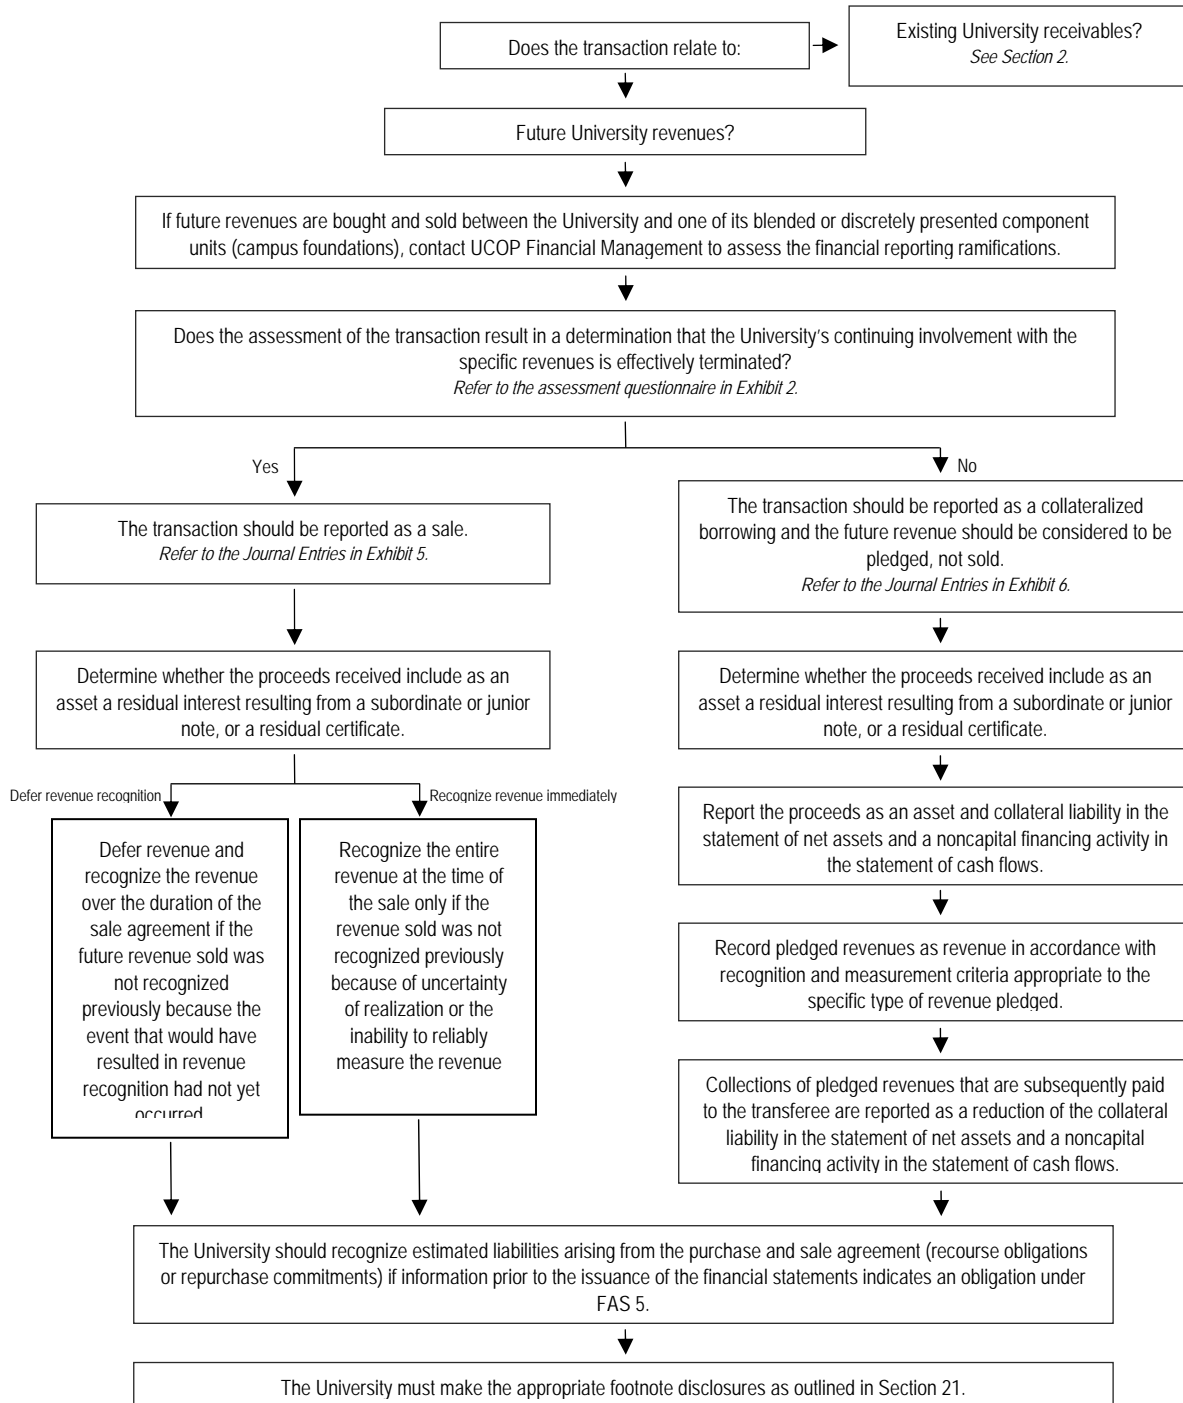 Does the transaction relate to:
Existing University receivables?
See Section 2.
Future University revenues?
If future revenues are bought and sold between the University and one of its blended or discretely presented component
units (campus foundations), contact UCOP Financial Management to assess the financial reporting ramifications.
Does the assessment of the transaction result in a determination that the University's continuing involvement with the
specific revenues is effectively terminated?
Refer to the assessment questionnaire in Exhibit 2.
Yes
No
The transaction should be reported as a sale.
Refer to the Journal Entries in Exhibit 5.
The transaction should be reported as a collateralized
borrowing and the future revenue should be considered to be
pledged, not sold.
Refer to the Journal Entries in Exhibit 6.
Determine whether the proceeds received include as an
asset a residual interest resulting from a subordinate or junior
note, or a residual certificate.
Determine whether the proceeds received include as an
asset a residual interest resulting from a subordinate or junior
note, or a residual certificate.
Defer revenue recognition
Recognize revenue immediately
Defer revenue and
recognize the revenue
over the duration of the
sale agreement if the
future revenue sold was
not recognized
previously because the
event that would have
resulted in revenue
recognition had not yet
occurred
Recognize the entire
revenue at the time of
the sale only if the
revenue sold was not
recognized previously
because of uncertainty
of realization or the
inability to reliably
measure the revenue
Report the proceeds as an asset and collateral liability in the
statement of net assets and a noncapital financing activity in
the statement of cash flows.
Record pledged revenues as revenue in accordance with
recognition and measurement criteria appropriate to the
specific type of revenue pledged.
Collections of pledged revenues that are subsequently paid
to the transferee are reported as a reduction of the collateral
liability in the statement of net assets and a noncapital
financing activity in the statement of cash flows.
The University should recognize estimated liabilities arising from the purchase and sale agreement (recourse obligations
or repurchase commitments) if information prior to the issuance of the financial statements indicates an obligation under
FAS 5.
The University must make the appropriate footnote disclosures as outlined in Section 21.